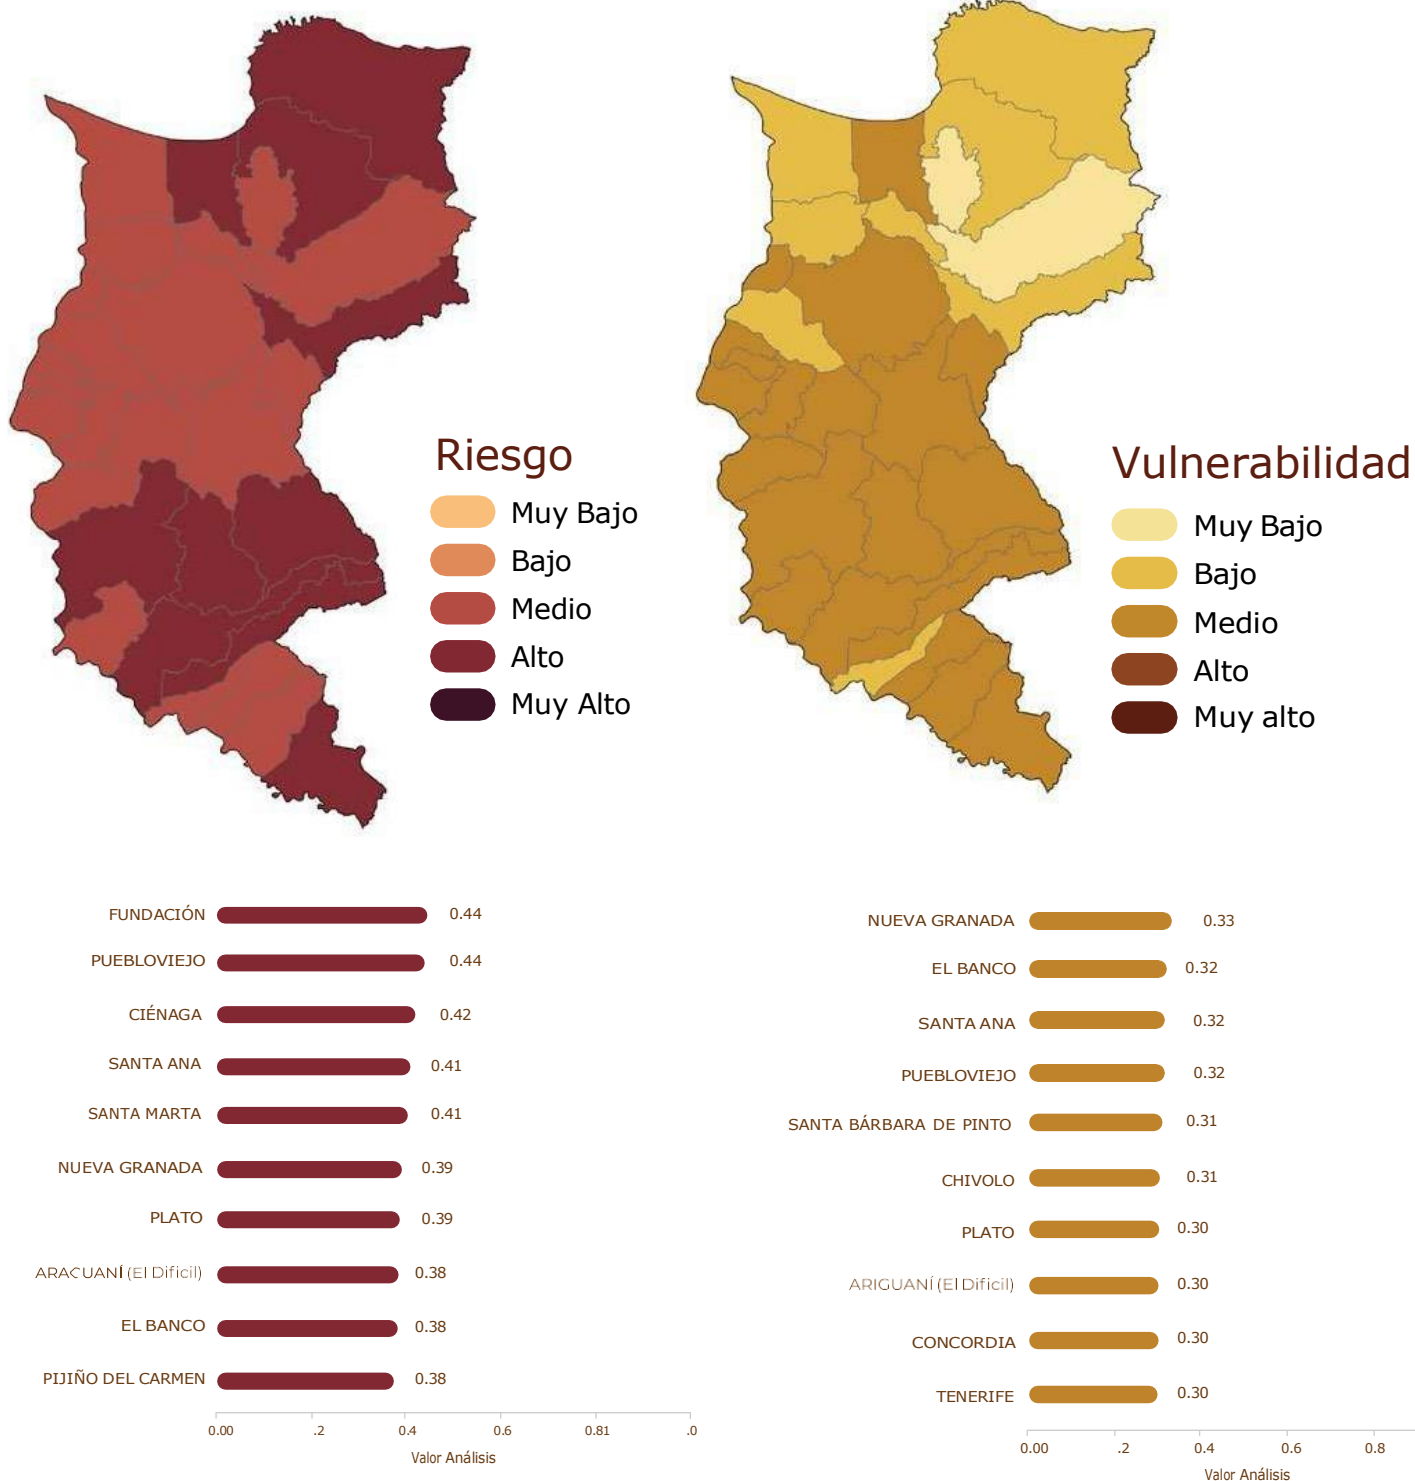 Riesgo
Muy Bajo
Bajo
Medio
Alto
Muy Alto
Vulnerabilidad
Muy Bajo
Bajo
Medio
Alto
Muy alto
FUNDACIÓN 0.44
PUEBLOVIEJO 0.44
CIÉNAGA 0.42
SANTA ANA 0.41
SANTA MARTA 0.41
NUEVA GRANADA 0.39
PLATO 0.39
ARACUANÍ (El Dificil) 0.38
EL BANCO 0.38
PIJIÑO DEL CARMEN 0.38
0.00 .2 0.4 0.6 0.81 .0
Valor Análisis
NUEVA GRANADA 0.33
EL BANCO 0.32
SANTA ANA 0.32
PUEBLOVIEJO 0.32
SANTA BÁRBARA DE PINTO 0.31
CHIVOLO 0.31
PLATO 0.30
ARIGUANÍ (El Dificil) 0.30
CONCORDIA 0.30
TENERIFE 0.30
0.00 .2 0.4 0.6 0.8
Valor Análisis